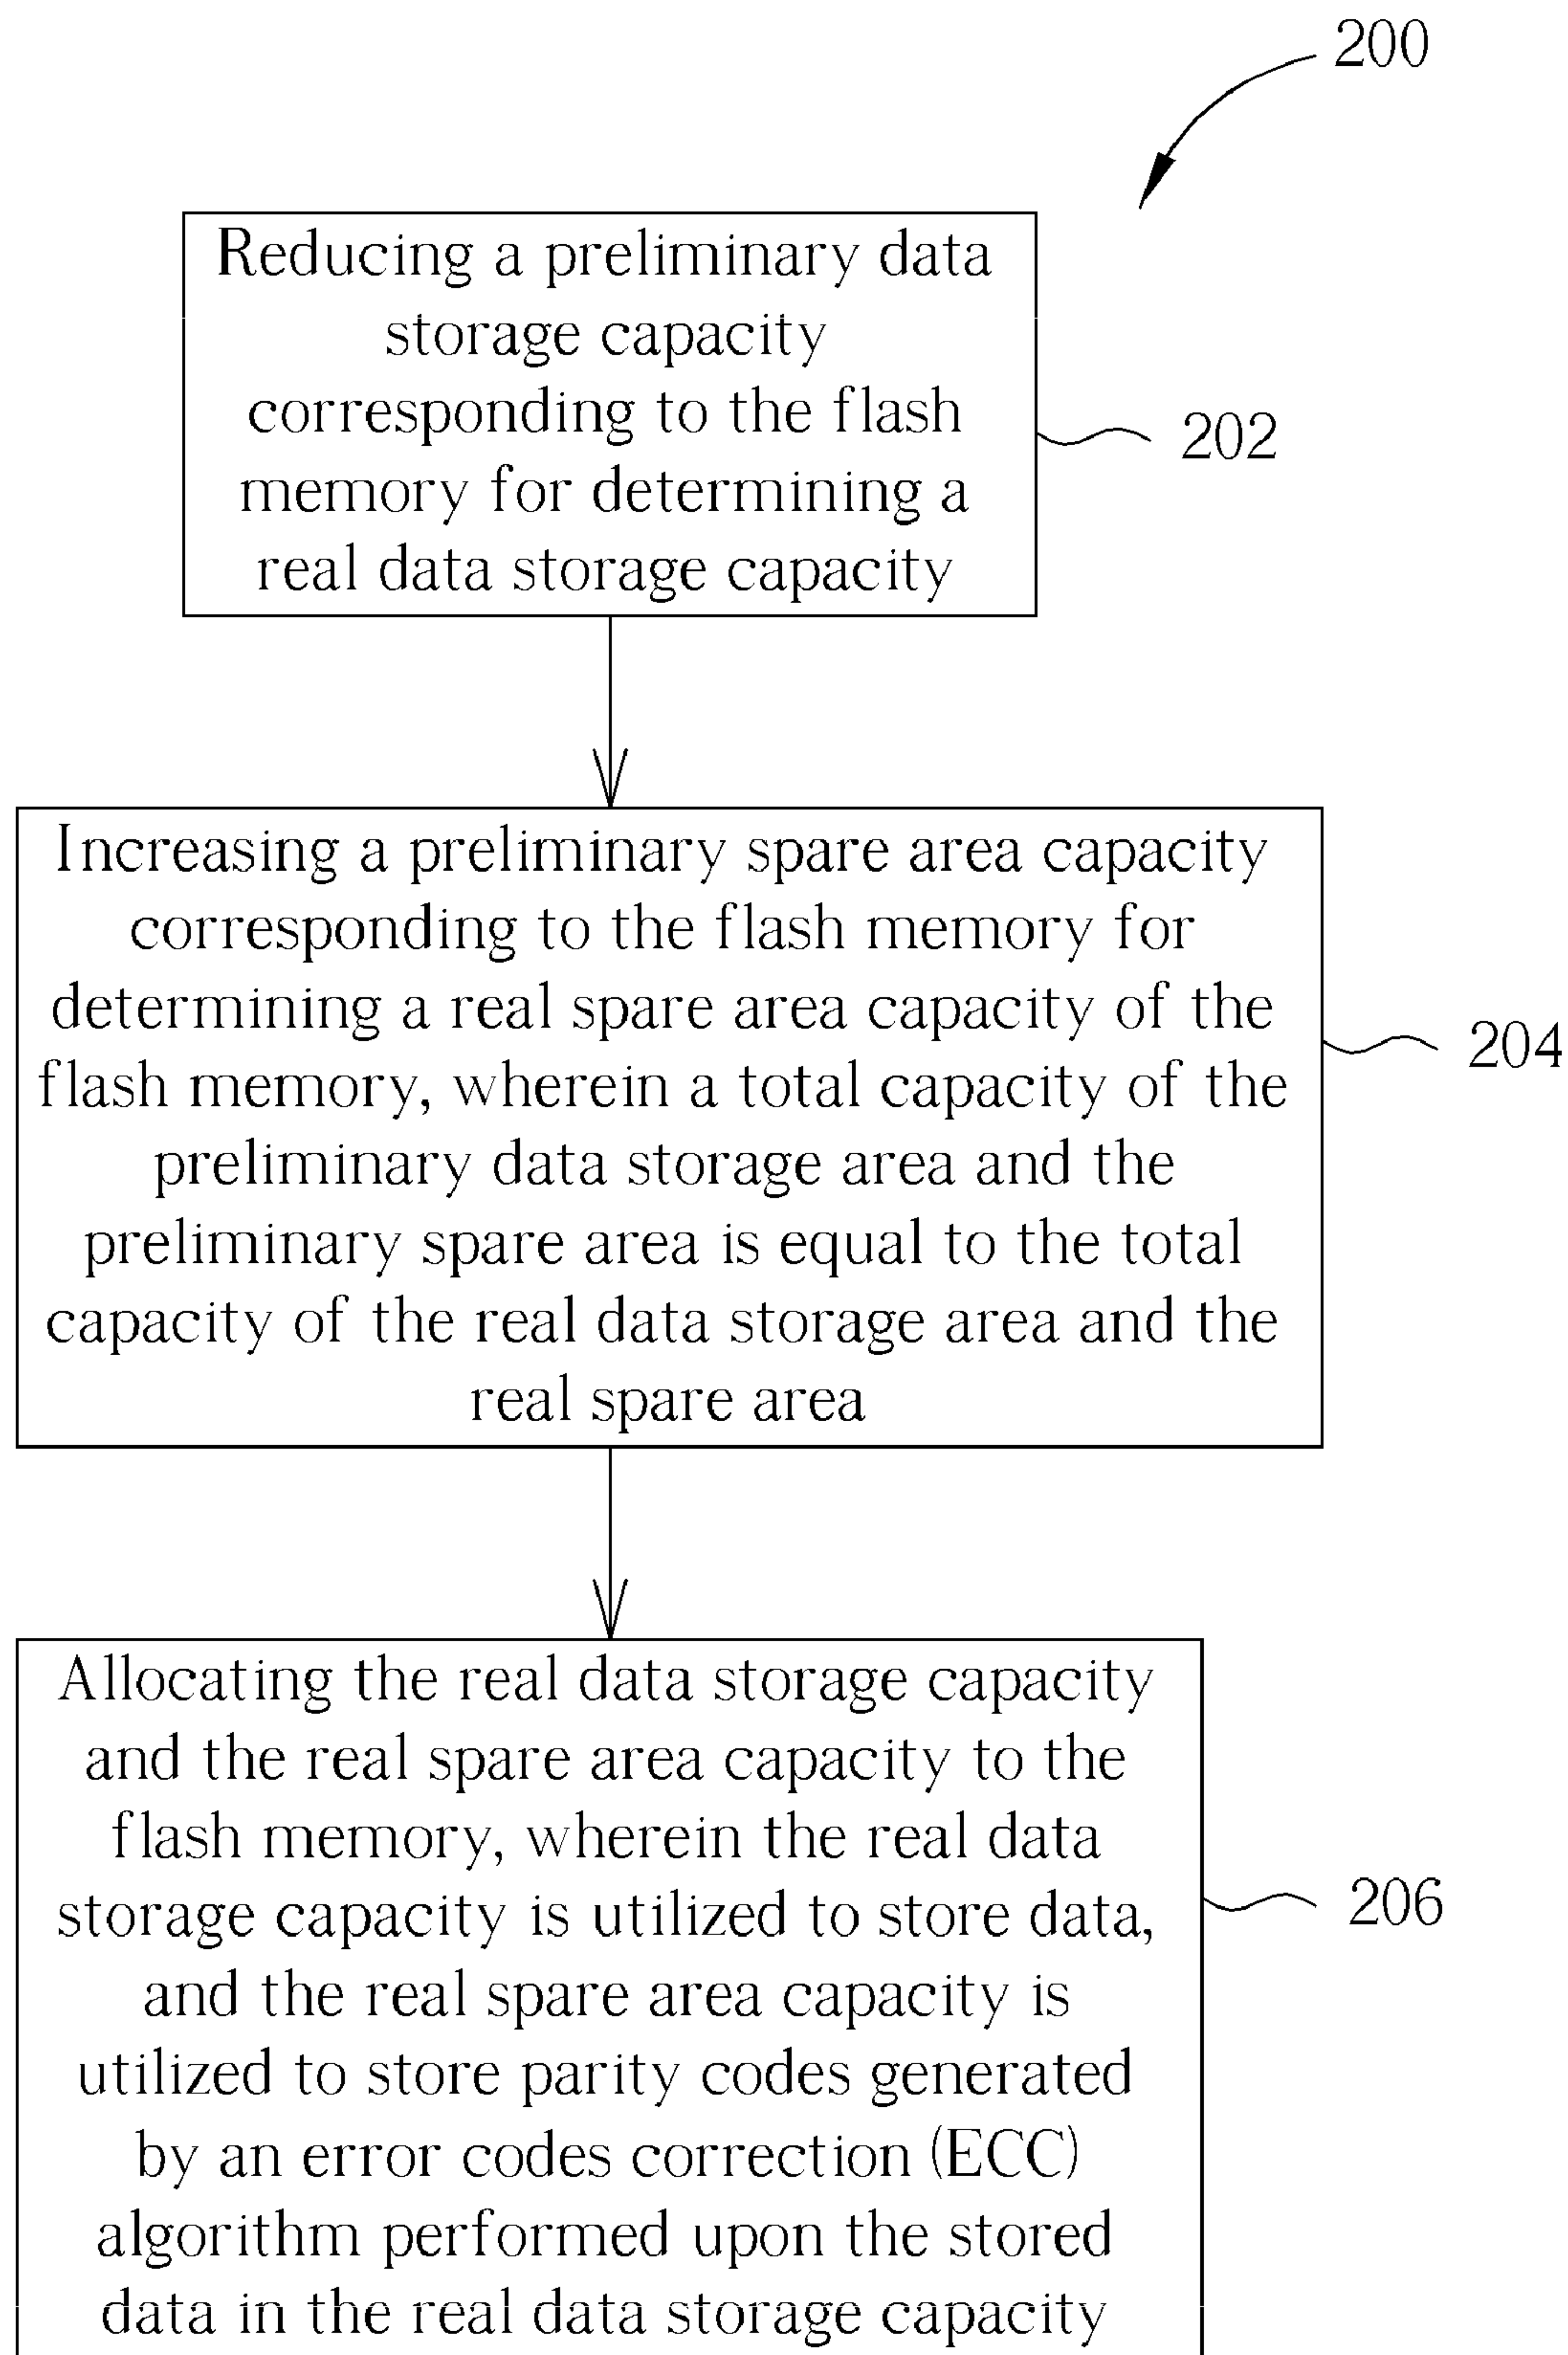 200
Reducing a preliminary data
storage capacity
corresponding to the flash
memory for determining a
real data storage capacity
202
Increasing a preliminary spare area capacity
corresponding to the flash memory for
determining a real spare area capacity of the
flash memory, wherein a total capacity of the
preliminary data storage area and the
preliminary spare area is equal to the total
capacity of the real data storage area and the
real spare area
204
Allocating the real data storage capacity
and the real spare area capacity to the
flash memory, wherein the real data
storage capacity is utilized to store data,
and the real spare area capacity is
utilized to store parity codes generated
by an error codes correction (ECC)
algorithm performed upon the stored
data in the real data storage capacity
206